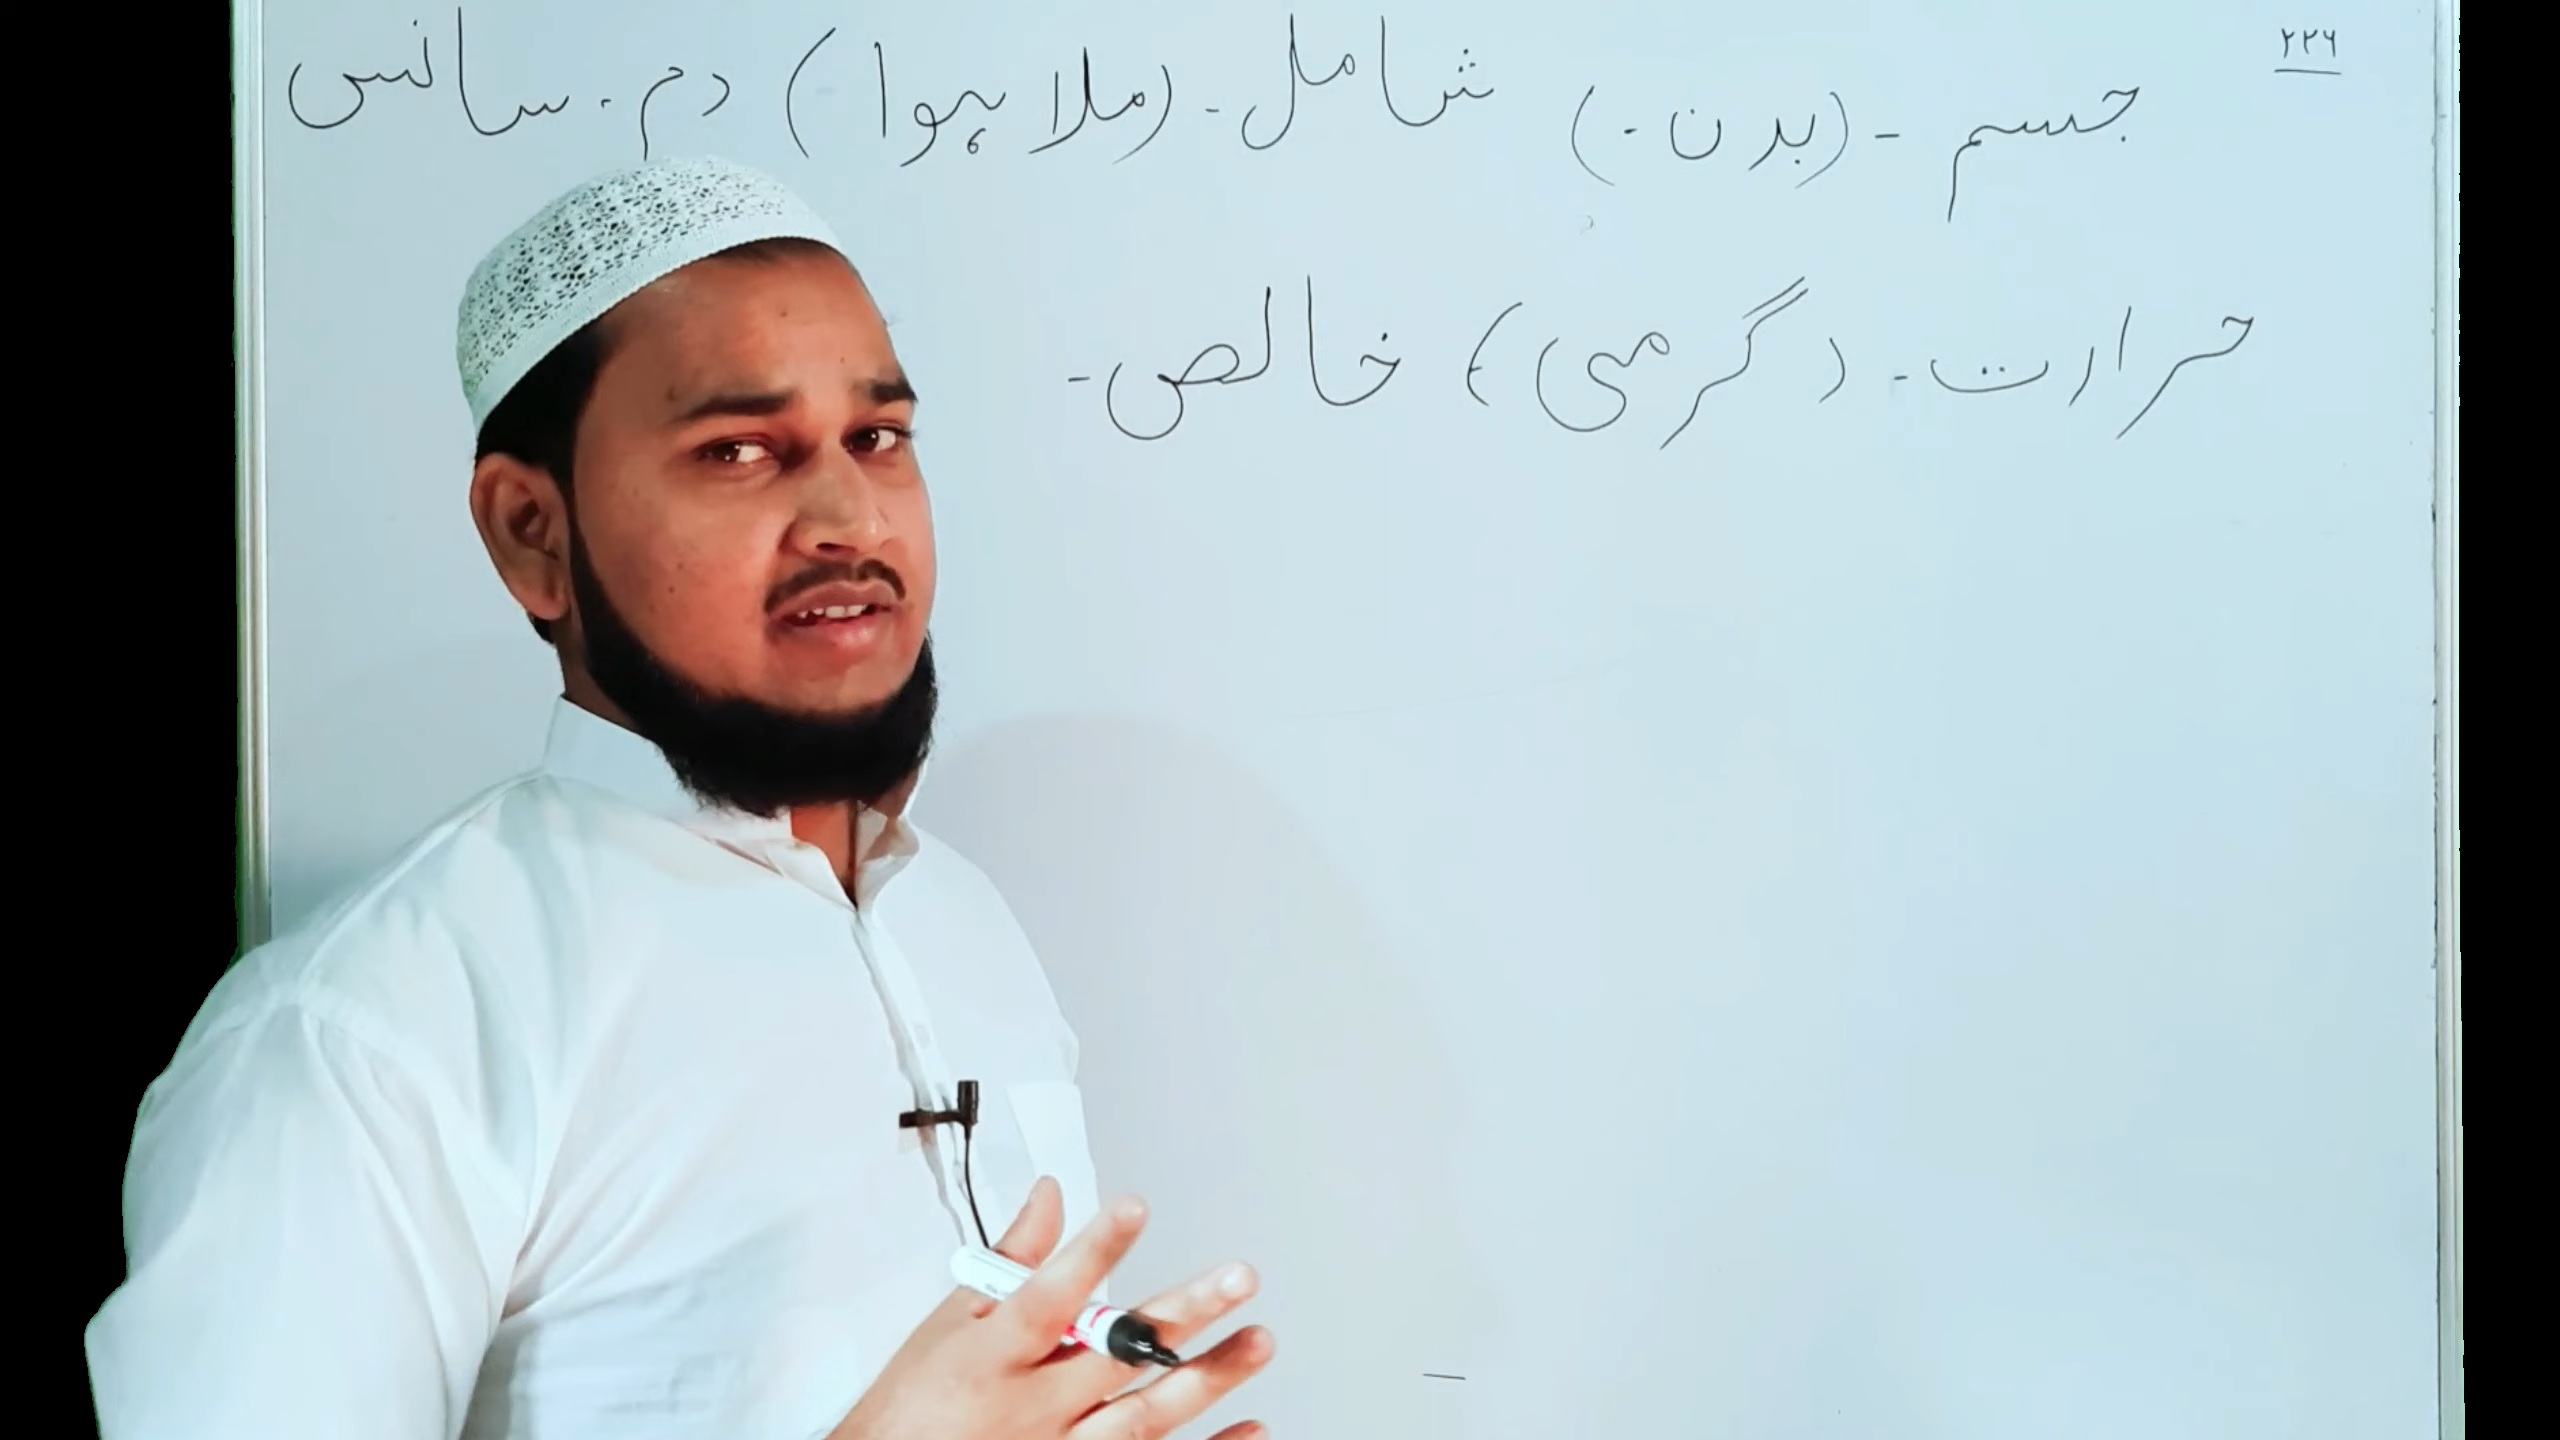 ۲۲۶
جسم - (بدن -) شامل - (ملا ہوا) دم - سانس
حرارت - (گرمی) خالص -